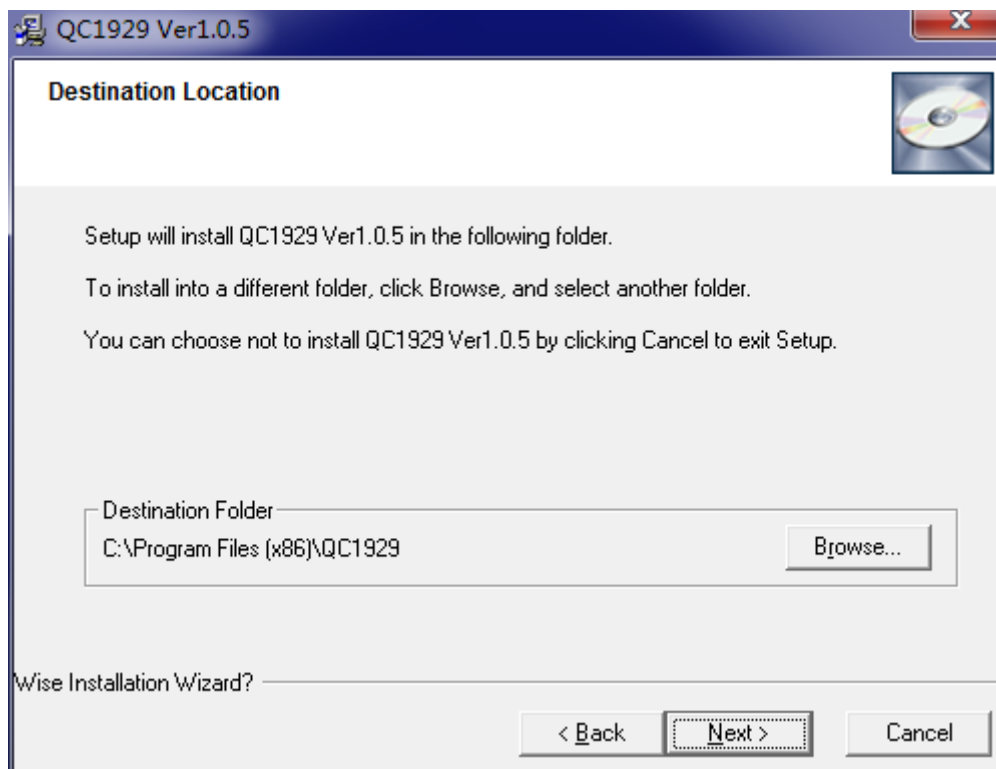 QC1929 Ver1.0.5
X
Destination Location
Setup will install QC1929 Ver1.0.5 in the following folder.
To install into a different folder, click Browse, and select another folder.
You can choose not to install QC1929 Ver1.0.5 by clicking Cancel to exit Setup.
Destination Folder
C:\Program Files (x86)\QC1929
Browse...
Wise Installation Wizard?
< Back
Next >
Cancel